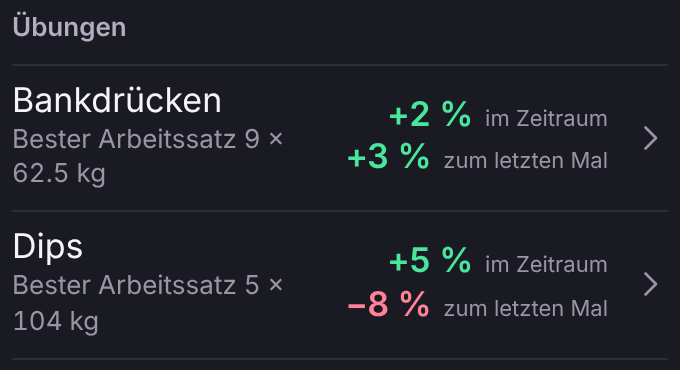 Übungen
Bankdrücken
Bester Arbeitssatz 9 ×
62.5 kg
+2 % im Zeitraum
+3 % zum letzten Mal
Dips
Bester Arbeitssatz 5 ×
104 kg
+5 % im Zeitraum
−8 % zum letzten Mal